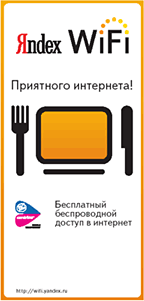 Яndex WiFi
Приятного интернета!
Бесплатный
беспроводной
доступ в интернет
http://wifi.yandex.ru